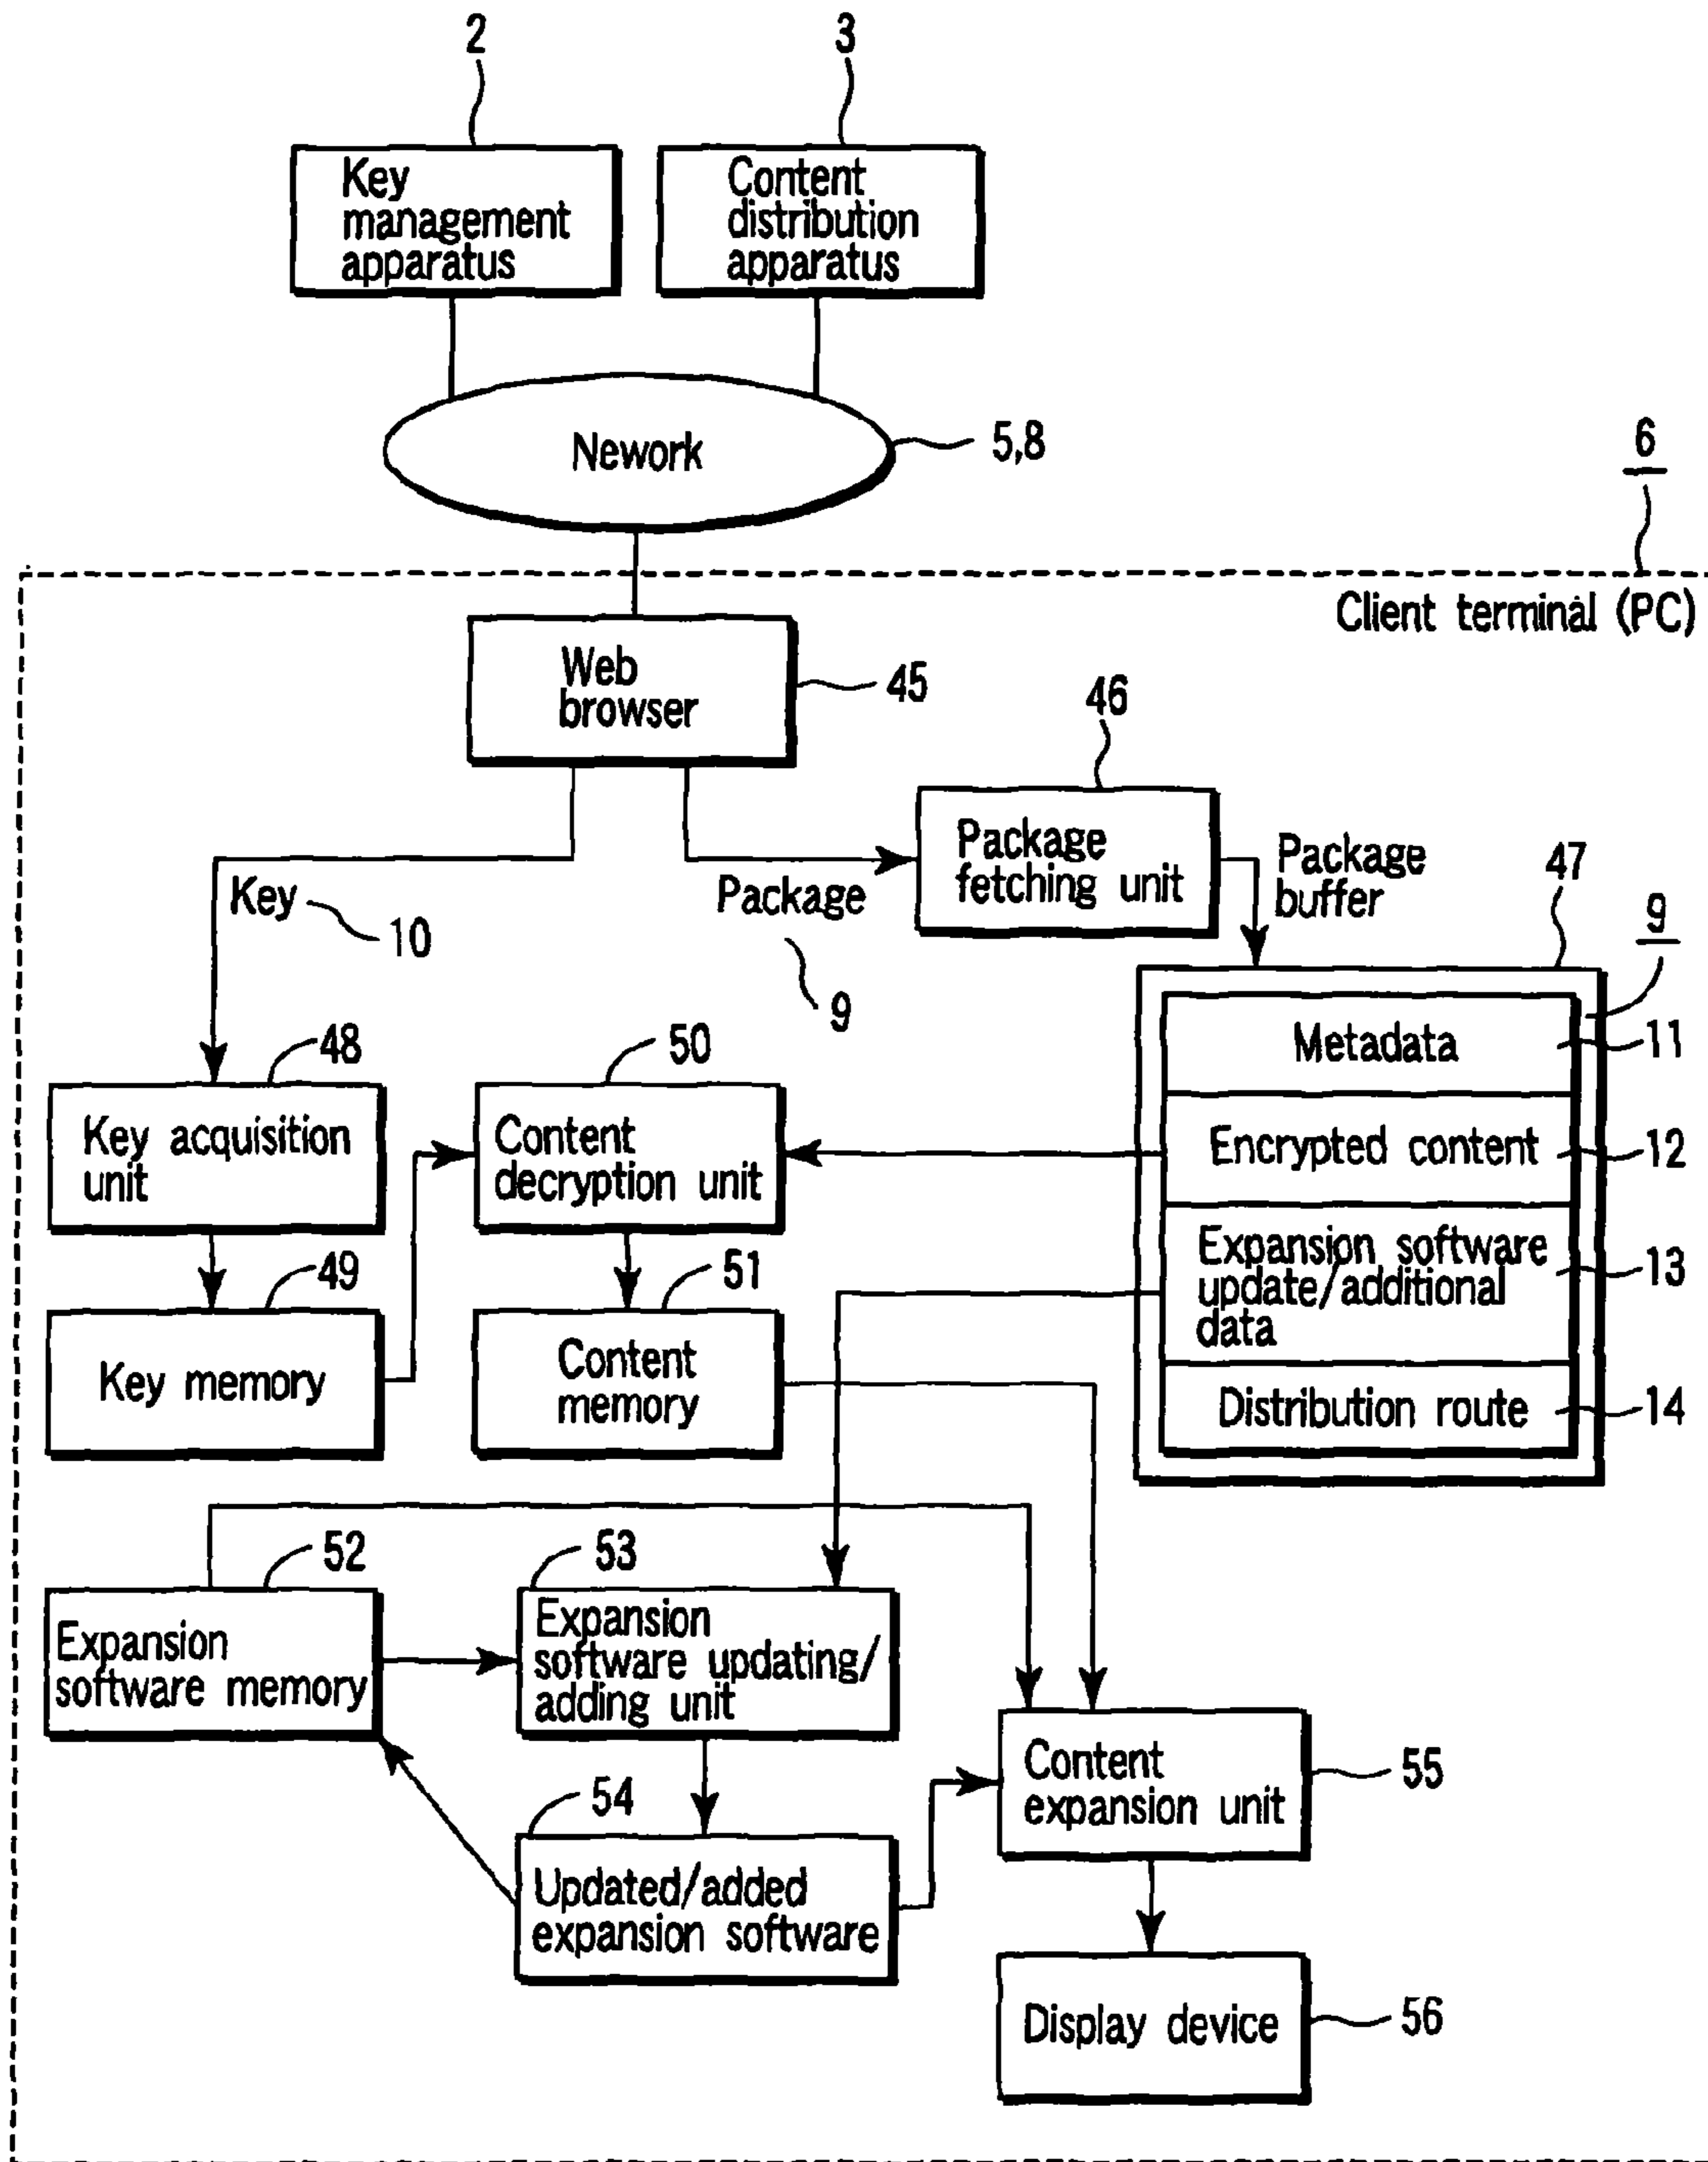 2
3
Key
management
apparatus
Content
distribution
apparatus
Nework
5,8
6
Client terminal (PC)
Web
browser
45
46
Package
fetching unit
Package
buffer
47
9
Key
10
Package
9
Metadata
11
Encrypted content
12
Expansion software
update/additional
data
13
Distribution route
14
48
Key acquisition
unit
50
Content
decryption unit
49
Key memory
51
Content
memory
52
Expansion
software memory
53
Expansion
software updating/
adding unit
54
Updated/added
expansion software
Content
expansion unit
55
Display device
56